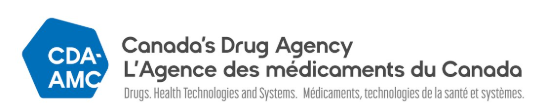 CDA-
AMC
Canada's Drug Agency
L'Agence des médicaments du Canada
Drugs. Health Technologies and Systems. Médicaments, technologies de la santé et systèmes.